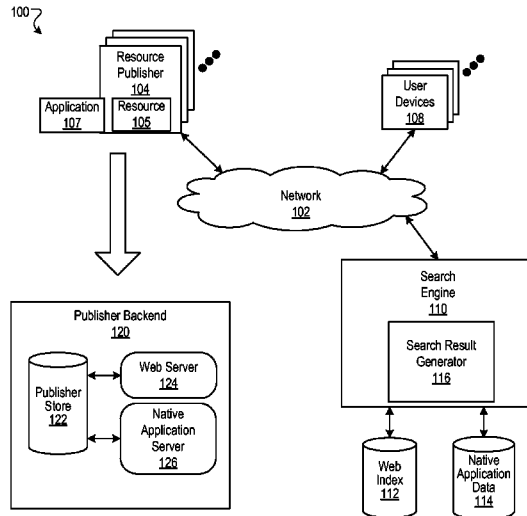 100
Resource
Publisher
104
Application
107
Resource
105
User
Devices
108
Network
102
Search
Engine
110
Search Result
Generator
116
Publisher Backend
120
Publisher
Store
122
Web Server
124
Native
Application
Server
126
Web
Index
112
Native
Application
Data 114